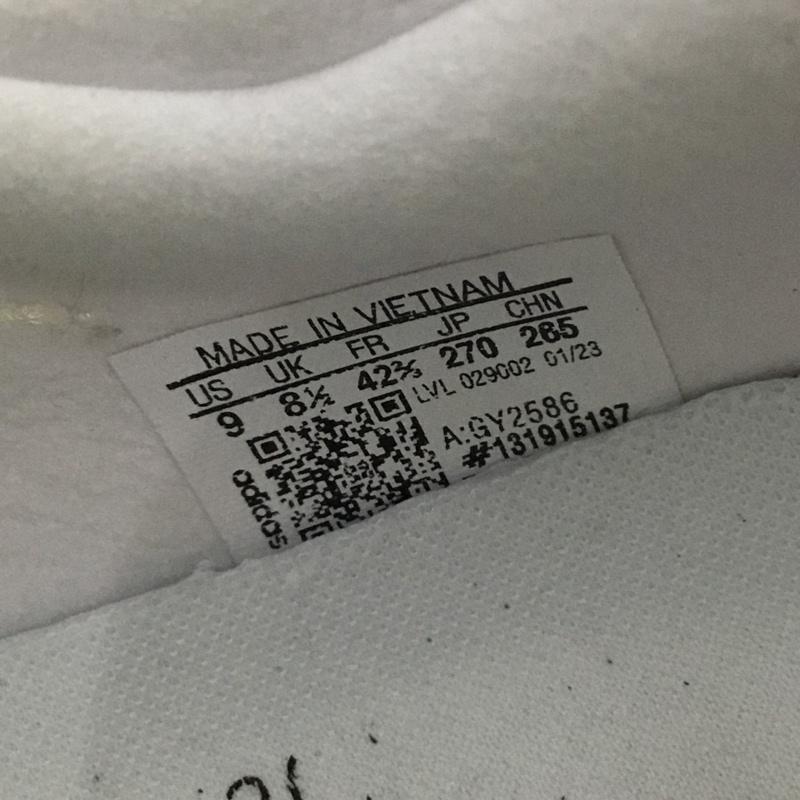 MADE IN VIETNAM
US UK FR JP CHN
9 8½ 42⅔ 270 265
LVL 029002 01/23
A:GY2586
#131915137
adidas